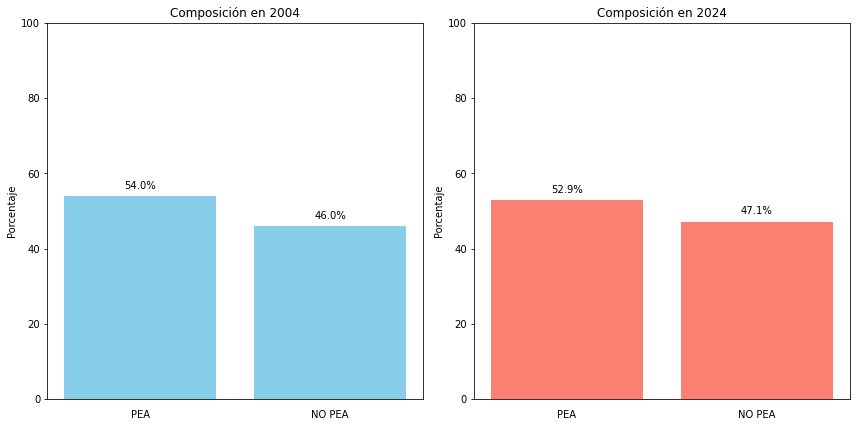 Composición en 2004
Porcentaje
100
80
60
40
20
0
54.0%
46.0%
PEA
NO PEA
Composición en 2024
Porcentaje
100
80
60
40
20
0
52.9%
47.1%
PEA
NO PEA